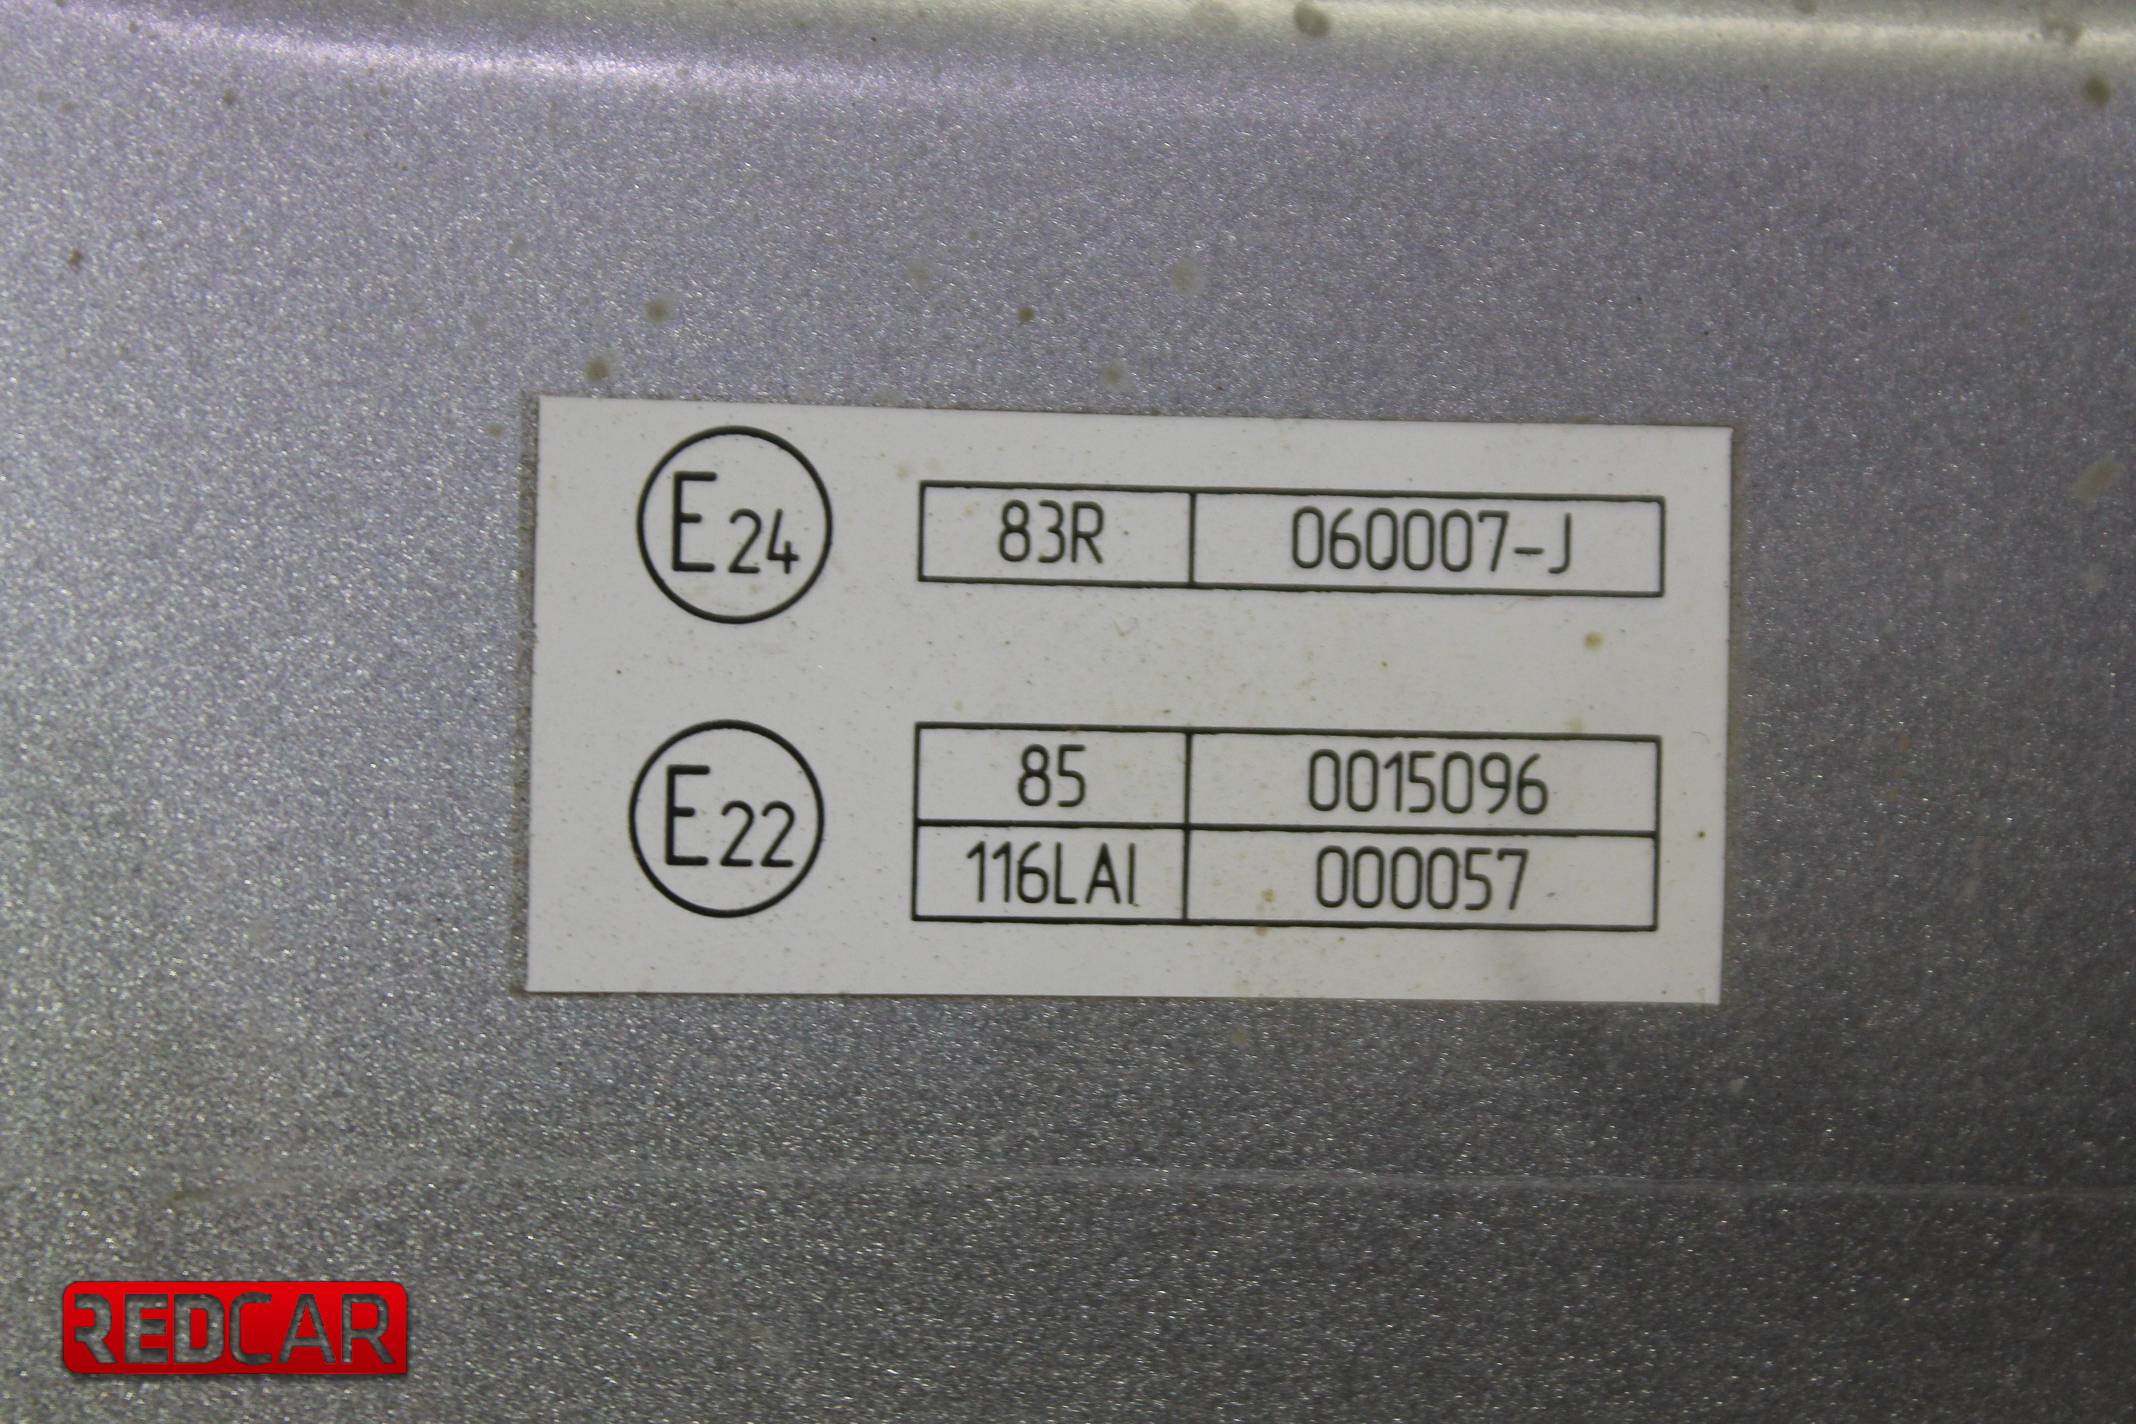 E24 83R 060007-J
E22 85 0015096
116LAI 000057
REDCAR